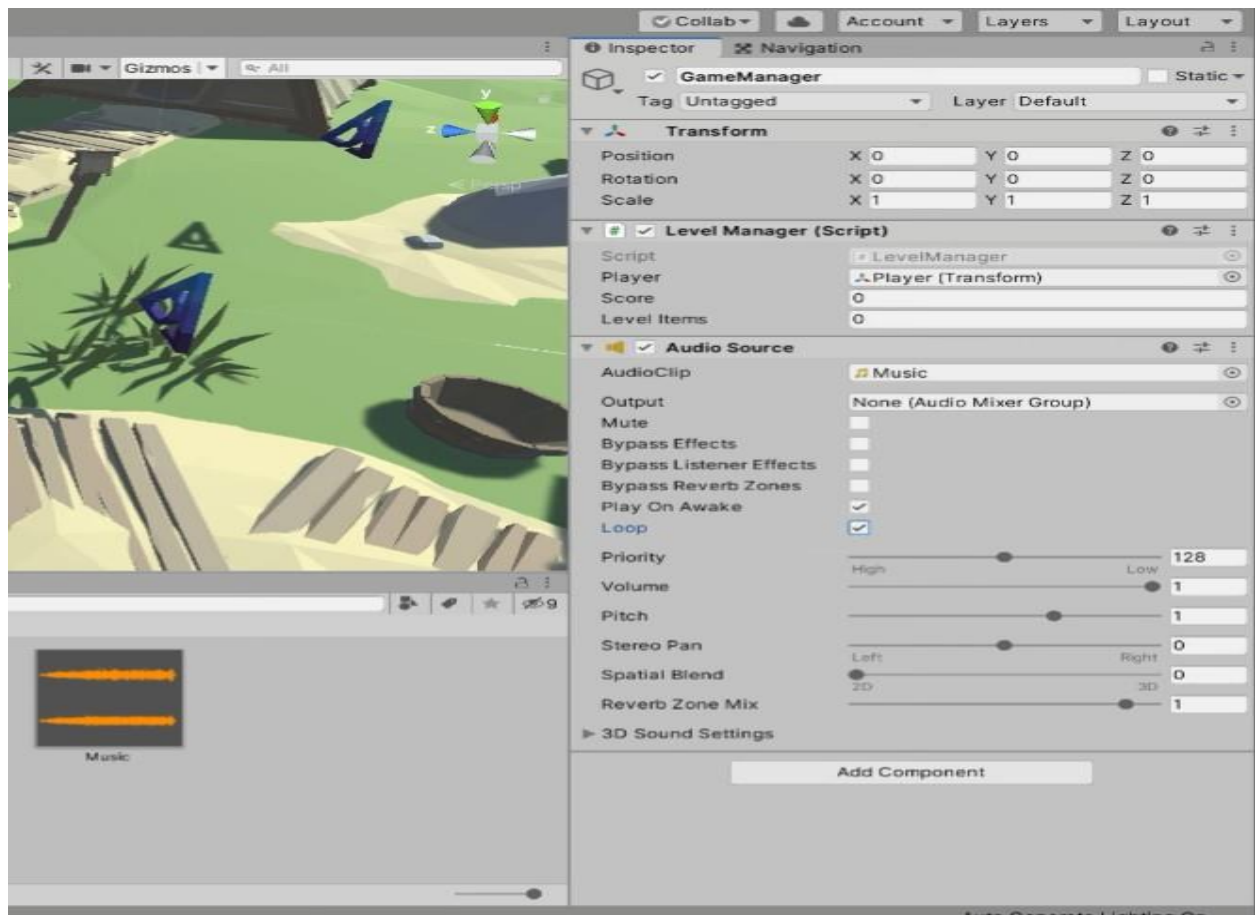 Collab Account Layers Layout
Gizmos All
y
z
< Persp
9
Music
Inspector Navigation
GameManager Static
Tag Untagged Layer Default
Transform
Position X 0 Y 0 Z 0
Rotation X 0 Y 0 Z 0
Scale X 1 Y 1 Z 1
# Level Manager (Script)
Script # LevelManager
Player Player (Transform)
Score 0
Level Items 0
Audio Source
AudioClip Music
Output None (Audio Mixer Group)
Mute
Bypass Effects
Bypass Listener Effects
Bypass Reverb Zones
Play On Awake
Loop
Priority 128
High Low
Volume 1
Pitch 1
Stereo Pan 0
Left Right
Spatial Blend 0
2D 3D
Reverb Zone Mix 1
3D Sound Settings
Add Component